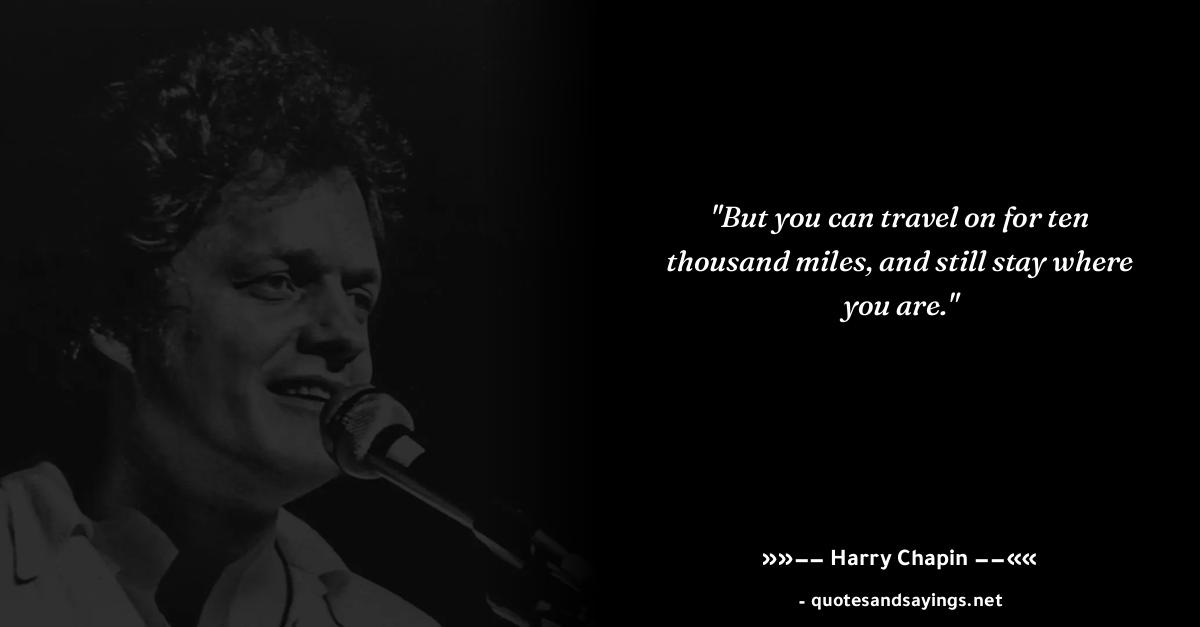 "But you can travel on for ten
thousand miles, and still stay where
you are."
»»−− Harry Chapin −−««
- quotesandsayings.net